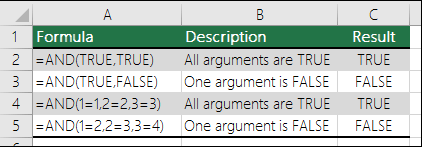 A B C
1 Formula Description Result
2 =AND(TRUE,TRUE) All arguments are TRUE TRUE
3 =AND(TRUE,FALSE) One argument is FALSE FALSE
4 =AND(1=1,2=2,3=3) All arguments are TRUE TRUE
5 =AND(1=2,2=3,3=4) One argument is FALSE FALSE